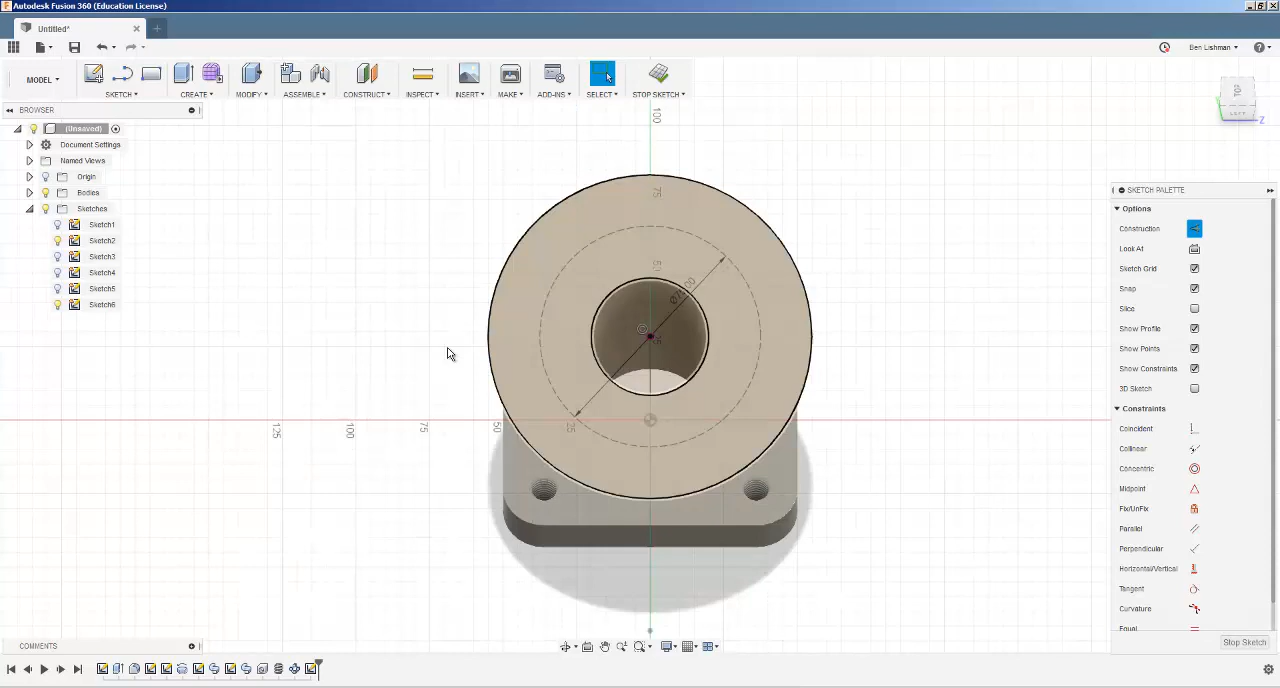 Autodesk Fusion 360 (Education License)
Untitled*
Ben Lishman
MODEL
SKETCH
CREATE
MODIFY
ASSEMBLE
CONSTRUCT
INSPECT
INSERT
MAKE
ADD-INS
SELECT
STOP SKETCH
BROWSER
(Unsaved)
Document Settings
Named Views
Origin
Bodies
Sketches
Sketch1
Sketch2
Sketch3
Sketch4
Sketch5
Sketch6
100
75
50
25
125
100
75
50
25
TOP
LEFT
Z
SKETCH PALETTE
Options
Construction
Look At
Sketch Grid
Snap
Slice
Show Profile
Show Points
Show Constraints
3D Sketch
Constraints
Coincident
Collinear
Concentric
Midpoint
Fix/UnFix
Parallel
Perpendicular
Horizontal/Vertical
Tangent
Curvature
Equal
Stop Sketch
COMMENTS